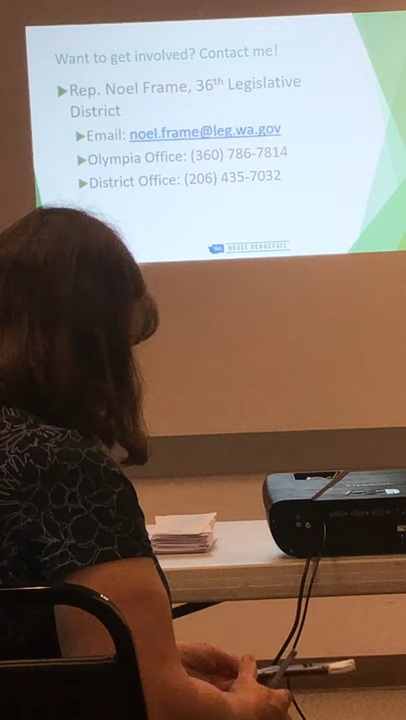 Want to get involved? Contact me!
▶Rep. Noel Frame, 36th Legislative
District
▶Email: noel.frame@leg.wa.gov
▶Olympia Office: (360) 786-7814
▶District Office: (206) 435-7032
HOUSE DEMOCRATS